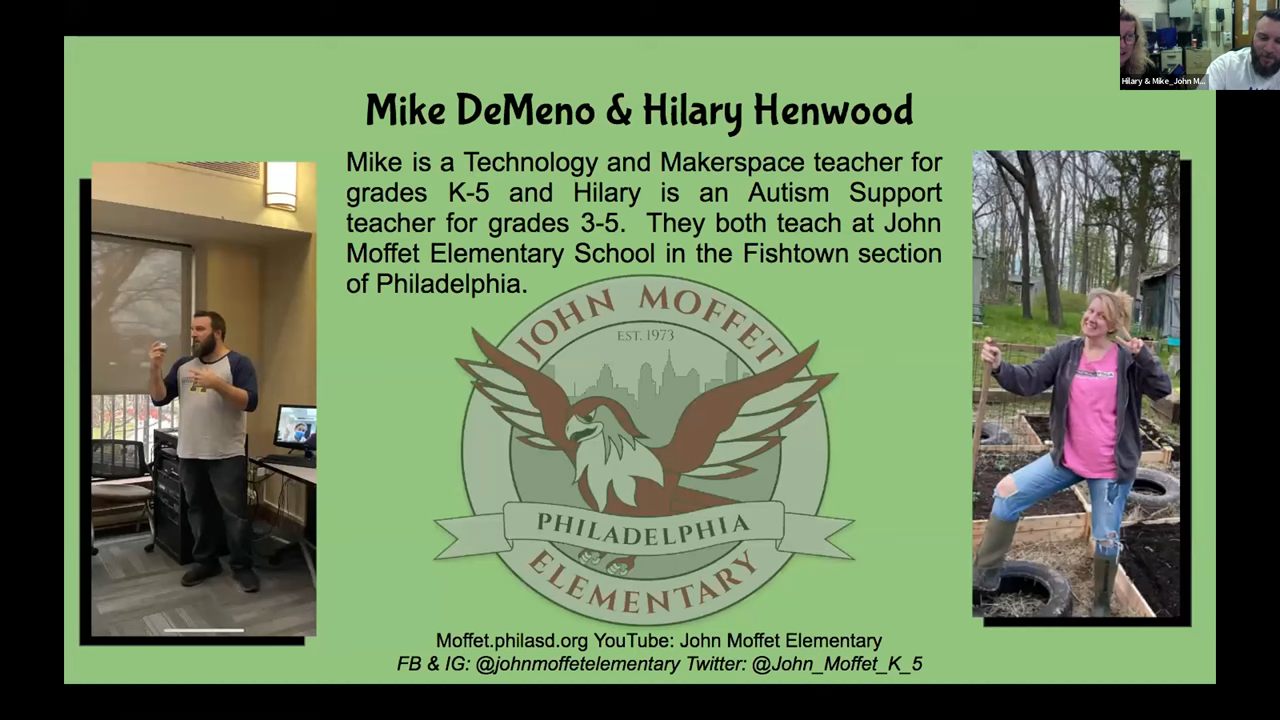 Hilary & Mike_John M...
Mike DeMeno & Hilary Henwood
Mike is a Technology and Makerspace teacher for
grades K-5 and Hilary is an Autism Support
teacher for grades 3-5. They both teach at John
Moffet Elementary School in the Fishtown section
of Philadelphia.
JOHN MOFFET
EST. 1973
PHILADELPHIA
ELEMENTARY
Moffet.philasd.org YouTube: John Moffet Elementary
FB & IG: @johnmoffetelementary Twitter: @John_Moffet_K_5